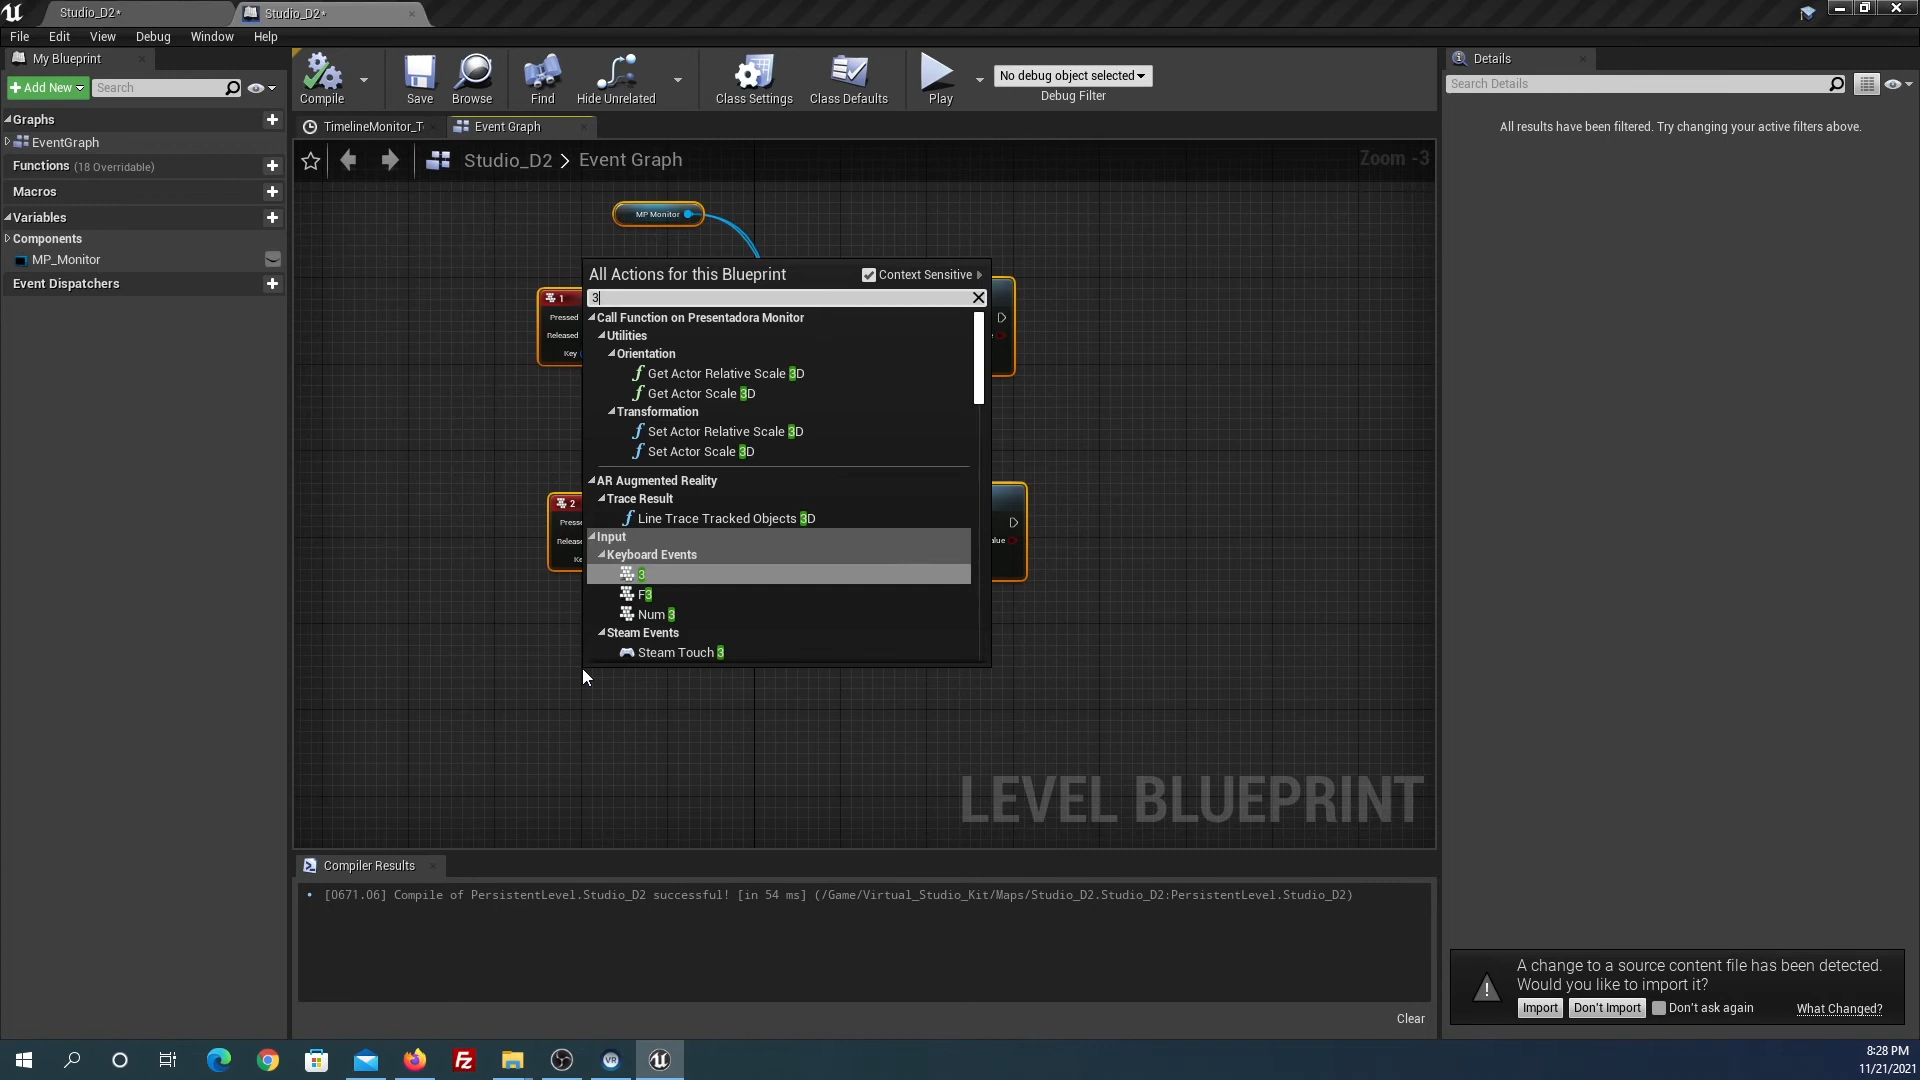 Studio_D2*
Studio_D2*
File Edit View Debug Window Help
My Blueprint
Add New
Search
Graphs
EventGraph
Functions (18 Overridable)
Macros
Variables
Components
MP_Monitor
Event Dispatchers
Compile
Save
Browse
Find
Hide Unrelated
Class Settings
Class Defaults
Play
No debug object selected
Debug Filter
TimelineMonitor_T
Event Graph
Studio_D2 > Event Graph
Zoom -3
MP Monitor
1
Pressed
Released
Key
2
Presse
Release
Ke
alue
All Actions for this Blueprint
Context Sensitive
3
Call Function on Presentadora Monitor
Utilities
Orientation
Get Actor Relative Scale 3D
Get Actor Scale 3D
Transformation
Set Actor Relative Scale 3D
Set Actor Scale 3D
AR Augmented Reality
Trace Result
Line Trace Tracked Objects 3D
Input
Keyboard Events
3
F3
Num 3
Steam Events
Steam Touch 3
LEVEL BLUEPRINT
Compiler Results
• [0671.06] Compile of PersistentLevel.Studio_D2 successful! [in 54 ms] (/Game/Virtual_Studio_Kit/Maps/Studio_D2.Studio_D2:PersistentLevel.Studio_D2)
Clear
Details
Search Details
All results have been filtered. Try changing your active filters above.
A change to a source content file has been detected.
Would you like to import it?
Import
Don't Import
Don't ask again
What Changed?
8:28 PM
11/21/2021